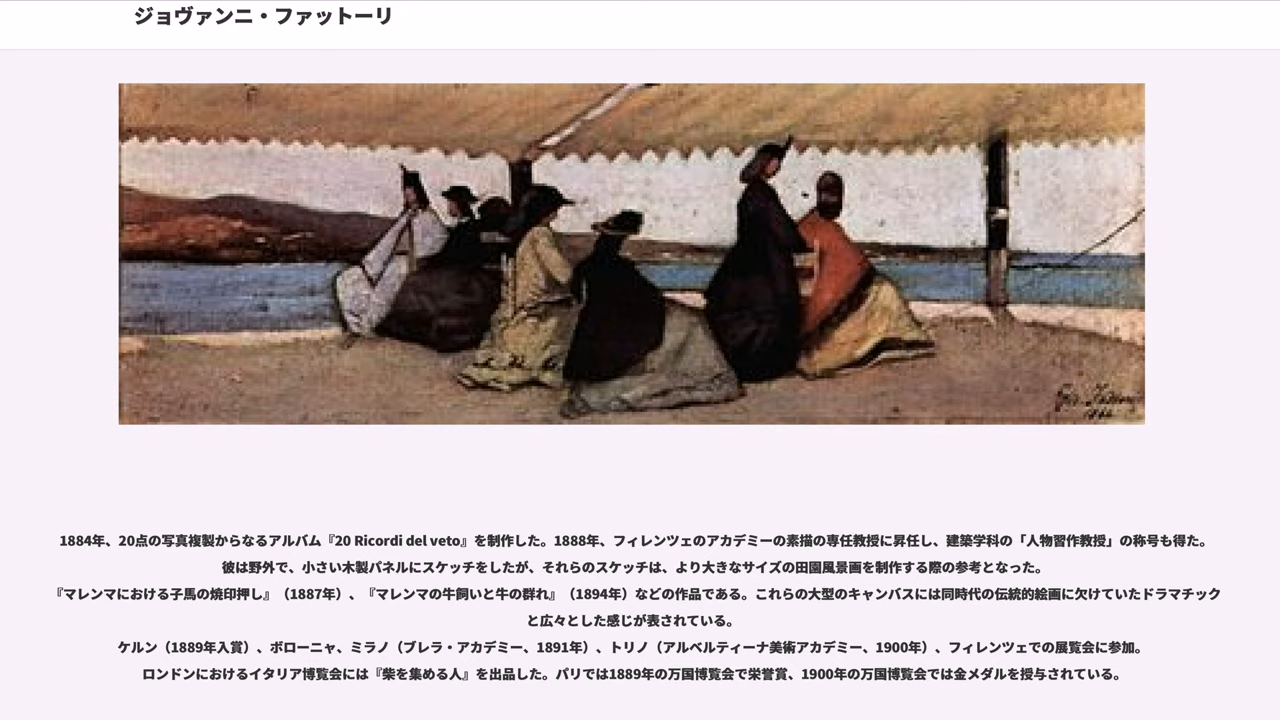 ジョヴァンニ・ファットーリ
1884年、20点の写真複製からなるアルバム『20 Ricordi del veto』を制作した。1888年、フィレンツェのアカデミーの素描の専任教授に昇任し、建築学科の「人物習作教授」の称号も得た。
彼は野外で、小さい木製パネルにスケッチをしたが、それらのスケッチは、より大きなサイズの田園風景画を制作する際の参考となった。
『マレンマにおける子馬の焼印押し』（1887年）、『マレンマの牛飼いと牛の群れ』（1894年）などの作品である。これらの大型のキャンバスには同時代の伝統的絵画に欠けていたドラマチック
と広々とした感じが表されている。
ケルン（1889年入賞）、ボローニャ、ミラノ（ブレラ・アカデミー、1891年）、トリノ（アルベルティーナ美術アカデミー、1900年）、フィレンツェでの展覧会に参加。
ロンドンにおけるイタリア博覧会には『柴を集める人』を出品した。パリでは1889年の万国博覧会で栄誉賞、1900年の万国博覧会では金メダルを授与されている。